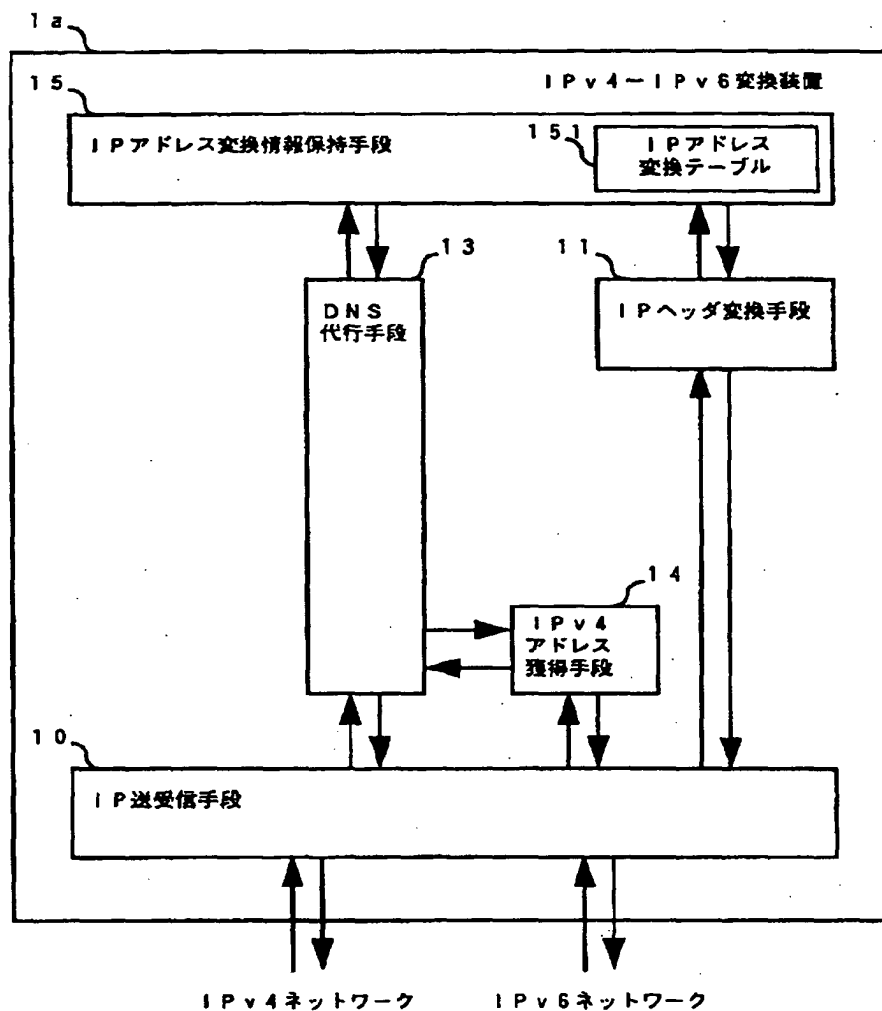 1a
15
IPv4−IPv6変換装置
IPアドレス変換情報保持手段
151
IPアドレス
変換テーブル
13
11
DNS
代行手段
IPヘッダ変換手段
14
IPv4
アドレス
獲得手段
10
IP送受信手段
IPv4ネットワーク
IPv6ネットワーク